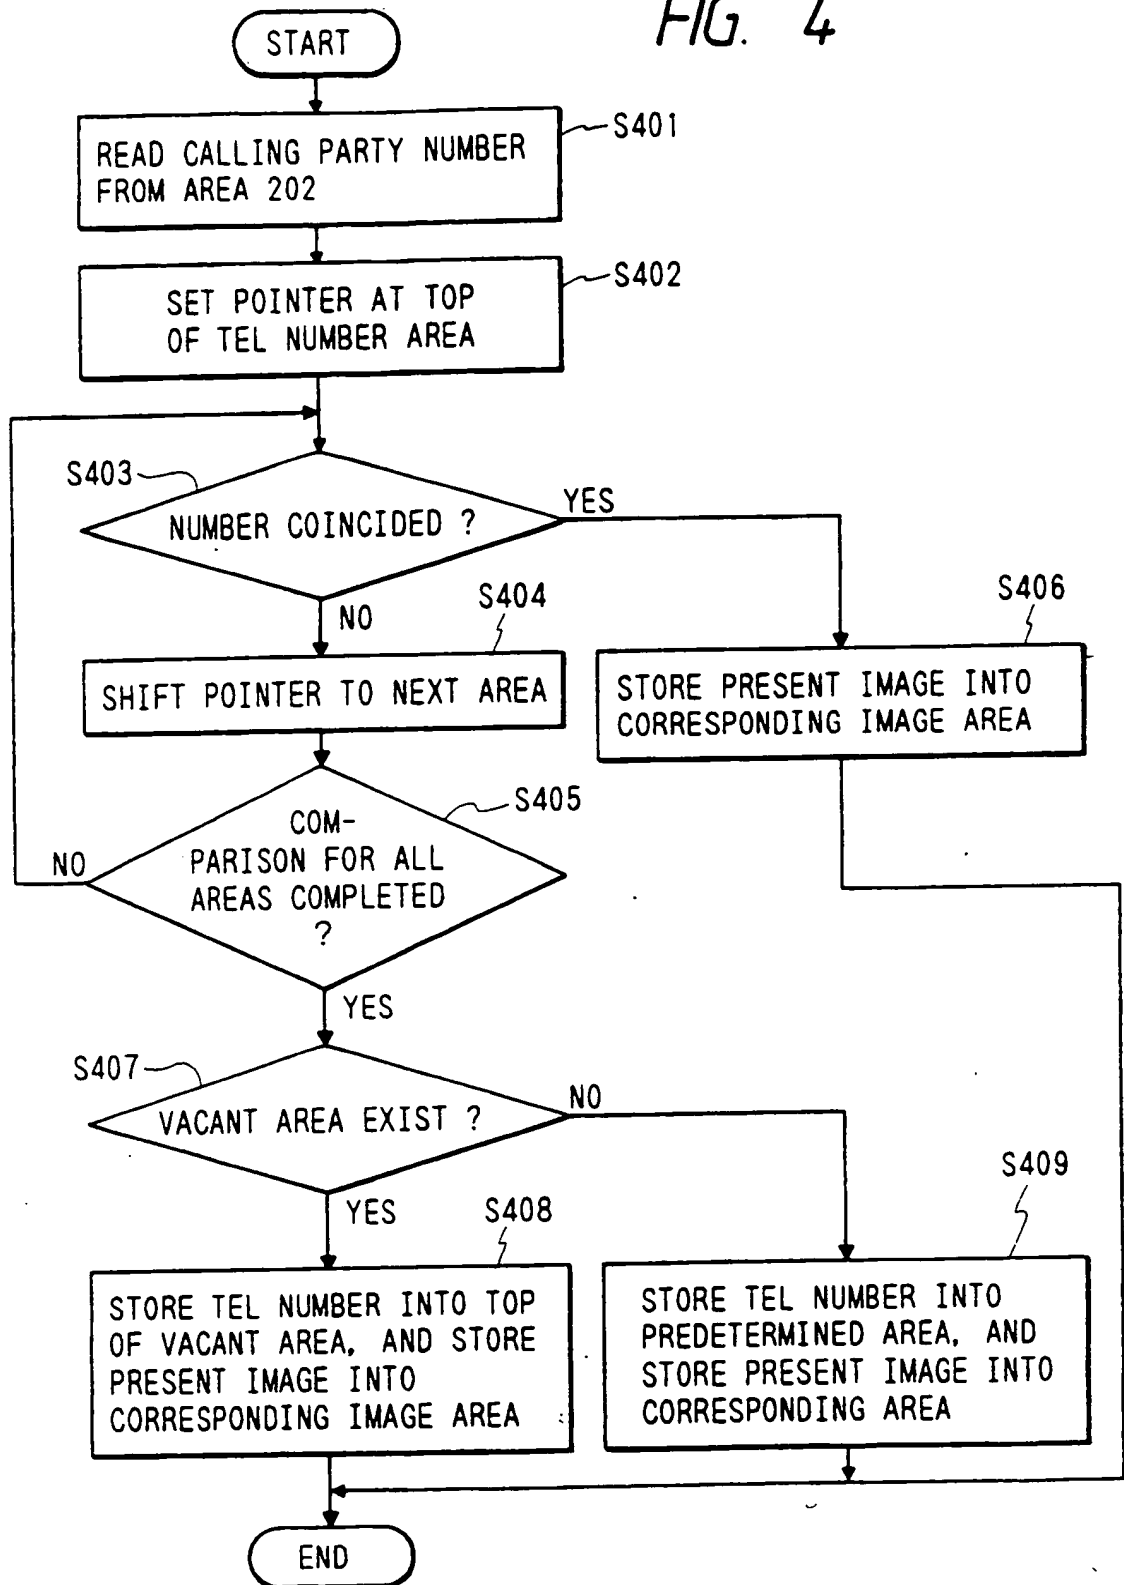 FIG. 4
START
S401
READ CALLING PARTY NUMBER
FROM AREA 202
S402
SET POINTER AT TOP
OF TEL NUMBER AREA
S403
NUMBER COINCIDED ?
YES
NO
S404
SHIFT POINTER TO NEXT AREA
S406
STORE PRESENT IMAGE INTO
CORRESPONDING IMAGE AREA
S405
COM-
PARISON FOR ALL
AREAS COMPLETED
?
NO
YES
S407
VACANT AREA EXIST ?
NO
YES
S408
STORE TEL NUMBER INTO TOP
OF VACANT AREA, AND STORE
PRESENT IMAGE INTO
CORRESPONDING IMAGE AREA
S409
STORE TEL NUMBER INTO
PREDETERMINED AREA, AND
STORE PRESENT IMAGE INTO
CORRESPONDING AREA
END